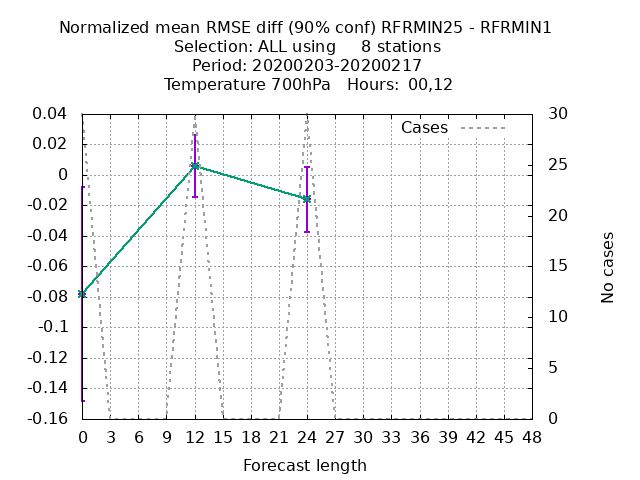 Normalized mean RMSE diff (90% conf) RFRMIN25 - RFRMIN1
Selection: ALL using 8 stations
Period: 20200203-20200217
Temperature 700hPa Hours: 00,12
0.04
0.02
0
-0.02
-0.04
-0.06
-0.08
-0.1
-0.12
-0.14
-0.16
Cases
30
25
20
15
10
5
0
No cases
0 3 6 9 12 15 18 21 24 27 30 33 36 39 42 45 48
Forecast length